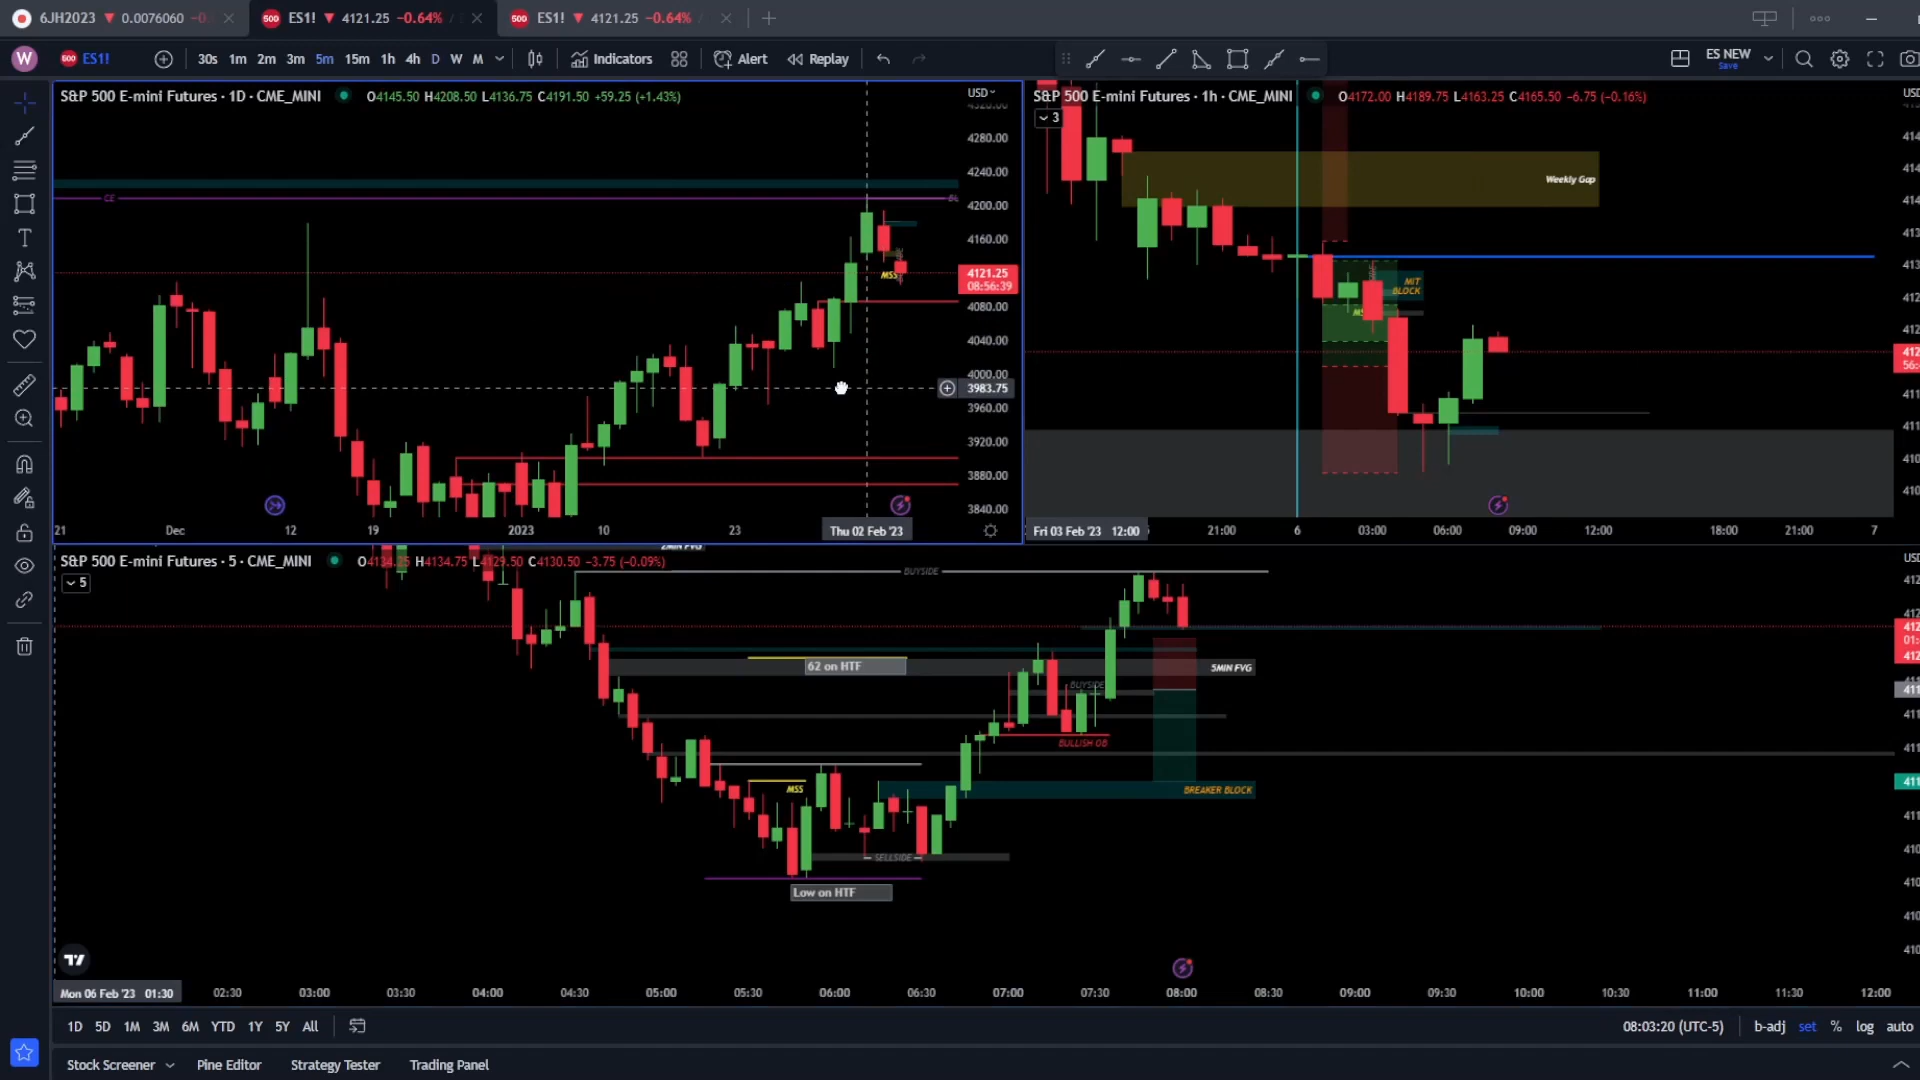 6JH2023 ▼ 0.0076060
500 ES1! ▼ 4121.25 −0.64% /
500 ES1! ▼ 4121.25 −0.64%
W 500 ES1! 30s 1m 2m 3m 5m 15m 1h 4h D W M Indicators Alert Replay ES NEW
Save
S&P 500 E-mini Futures · 1D · CME_MINI O4145.50 H4208.50 L4136.75 C4191.50 +59.25 (+1.43%)
USD
4280.00
4240.00
4200.00
4160.00
4121.25
08:56:39
4080.00
4040.00
4000.00
3983.75
3960.00
3920.00
3880.00
3840.00
CE
MSS
21 Dec 12 19 2023 10 23 Thu 02 Feb '23
S&P 500 E-mini Futures · 1h · CME_MINI O4172.00 H4189.75 L4163.25 C4165.50 −6.75 (−0.16%)
3
Weekly Gap
MIT
BLOCK
Fri 03 Feb '23 12:00 21:00 6 03:00 06:00 09:00 12:00 18:00 21:00 7
2MIN FVG
S&P 500 E-mini Futures · 5 · CME_MINI O4134.25 H4134.75 L4129.50 C4130.50 −3.75 (−0.09%)
5
BUYSIDE
62 on HTF
5MIN FVG
BUYSIDE
BULLISH OB
MSS
BREAKER BLOCK
SELLSIDE
Low on HTF
Mon 06 Feb '23 01:30 02:30 03:00 03:30 04:00 04:30 05:00 05:30 06:00 06:30 07:00 07:30 08:00 08:30 09:00 09:30 10:00 10:30 11:00 11:30 12:00
1D 5D 1M 3M 6M YTD 1Y 5Y All 08:03:20 (UTC-5) b-adj set % log auto
Stock Screener Pine Editor Strategy Tester Trading Panel